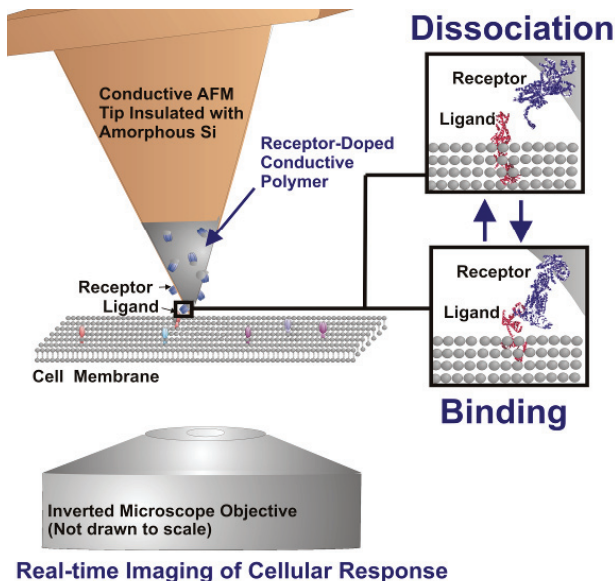 Dissociation
Conductive AFM
Tip Insulated with
Amorphous Si
Receptor-Doped
Conductive
Polymer
Receptor
Ligand
Receptor
Ligand
Cell Membrane
Receptor
Ligand
Binding
Inverted Microscope Objective
(Not drawn to scale)
Real-time Imaging of Cellular Response